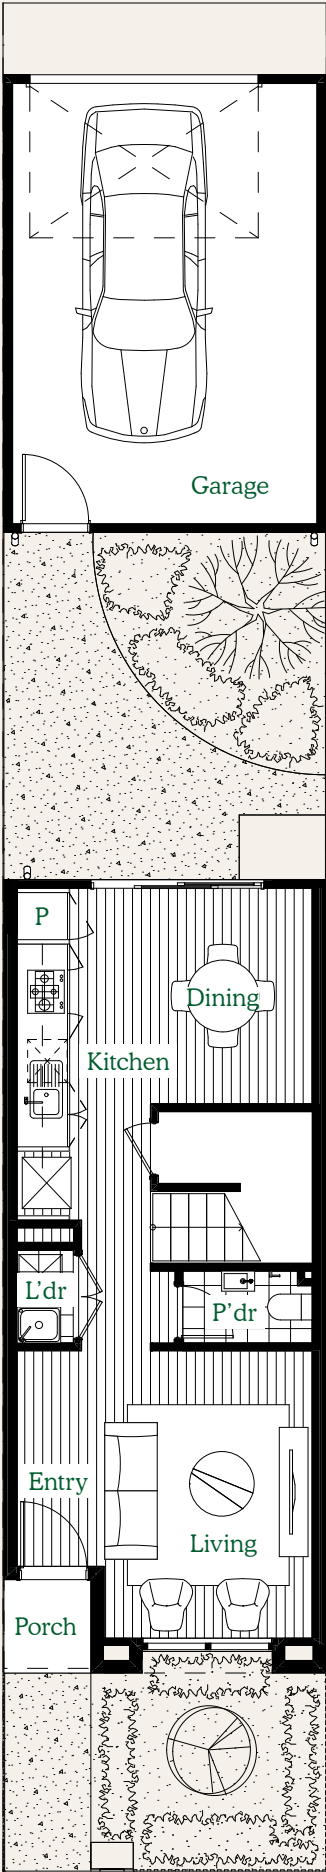 Garage
P
Dining
Kitchen
L'dr
P'dr
Entry
Living
Porch